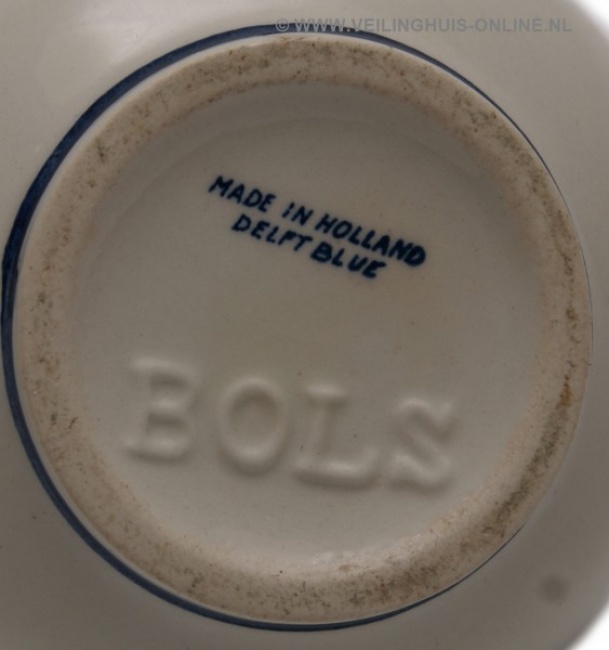 © WWW.VEILINGHUIS-ONLINE.NL
MADE IN HOLLAND
DELFT BLUE
BOLS